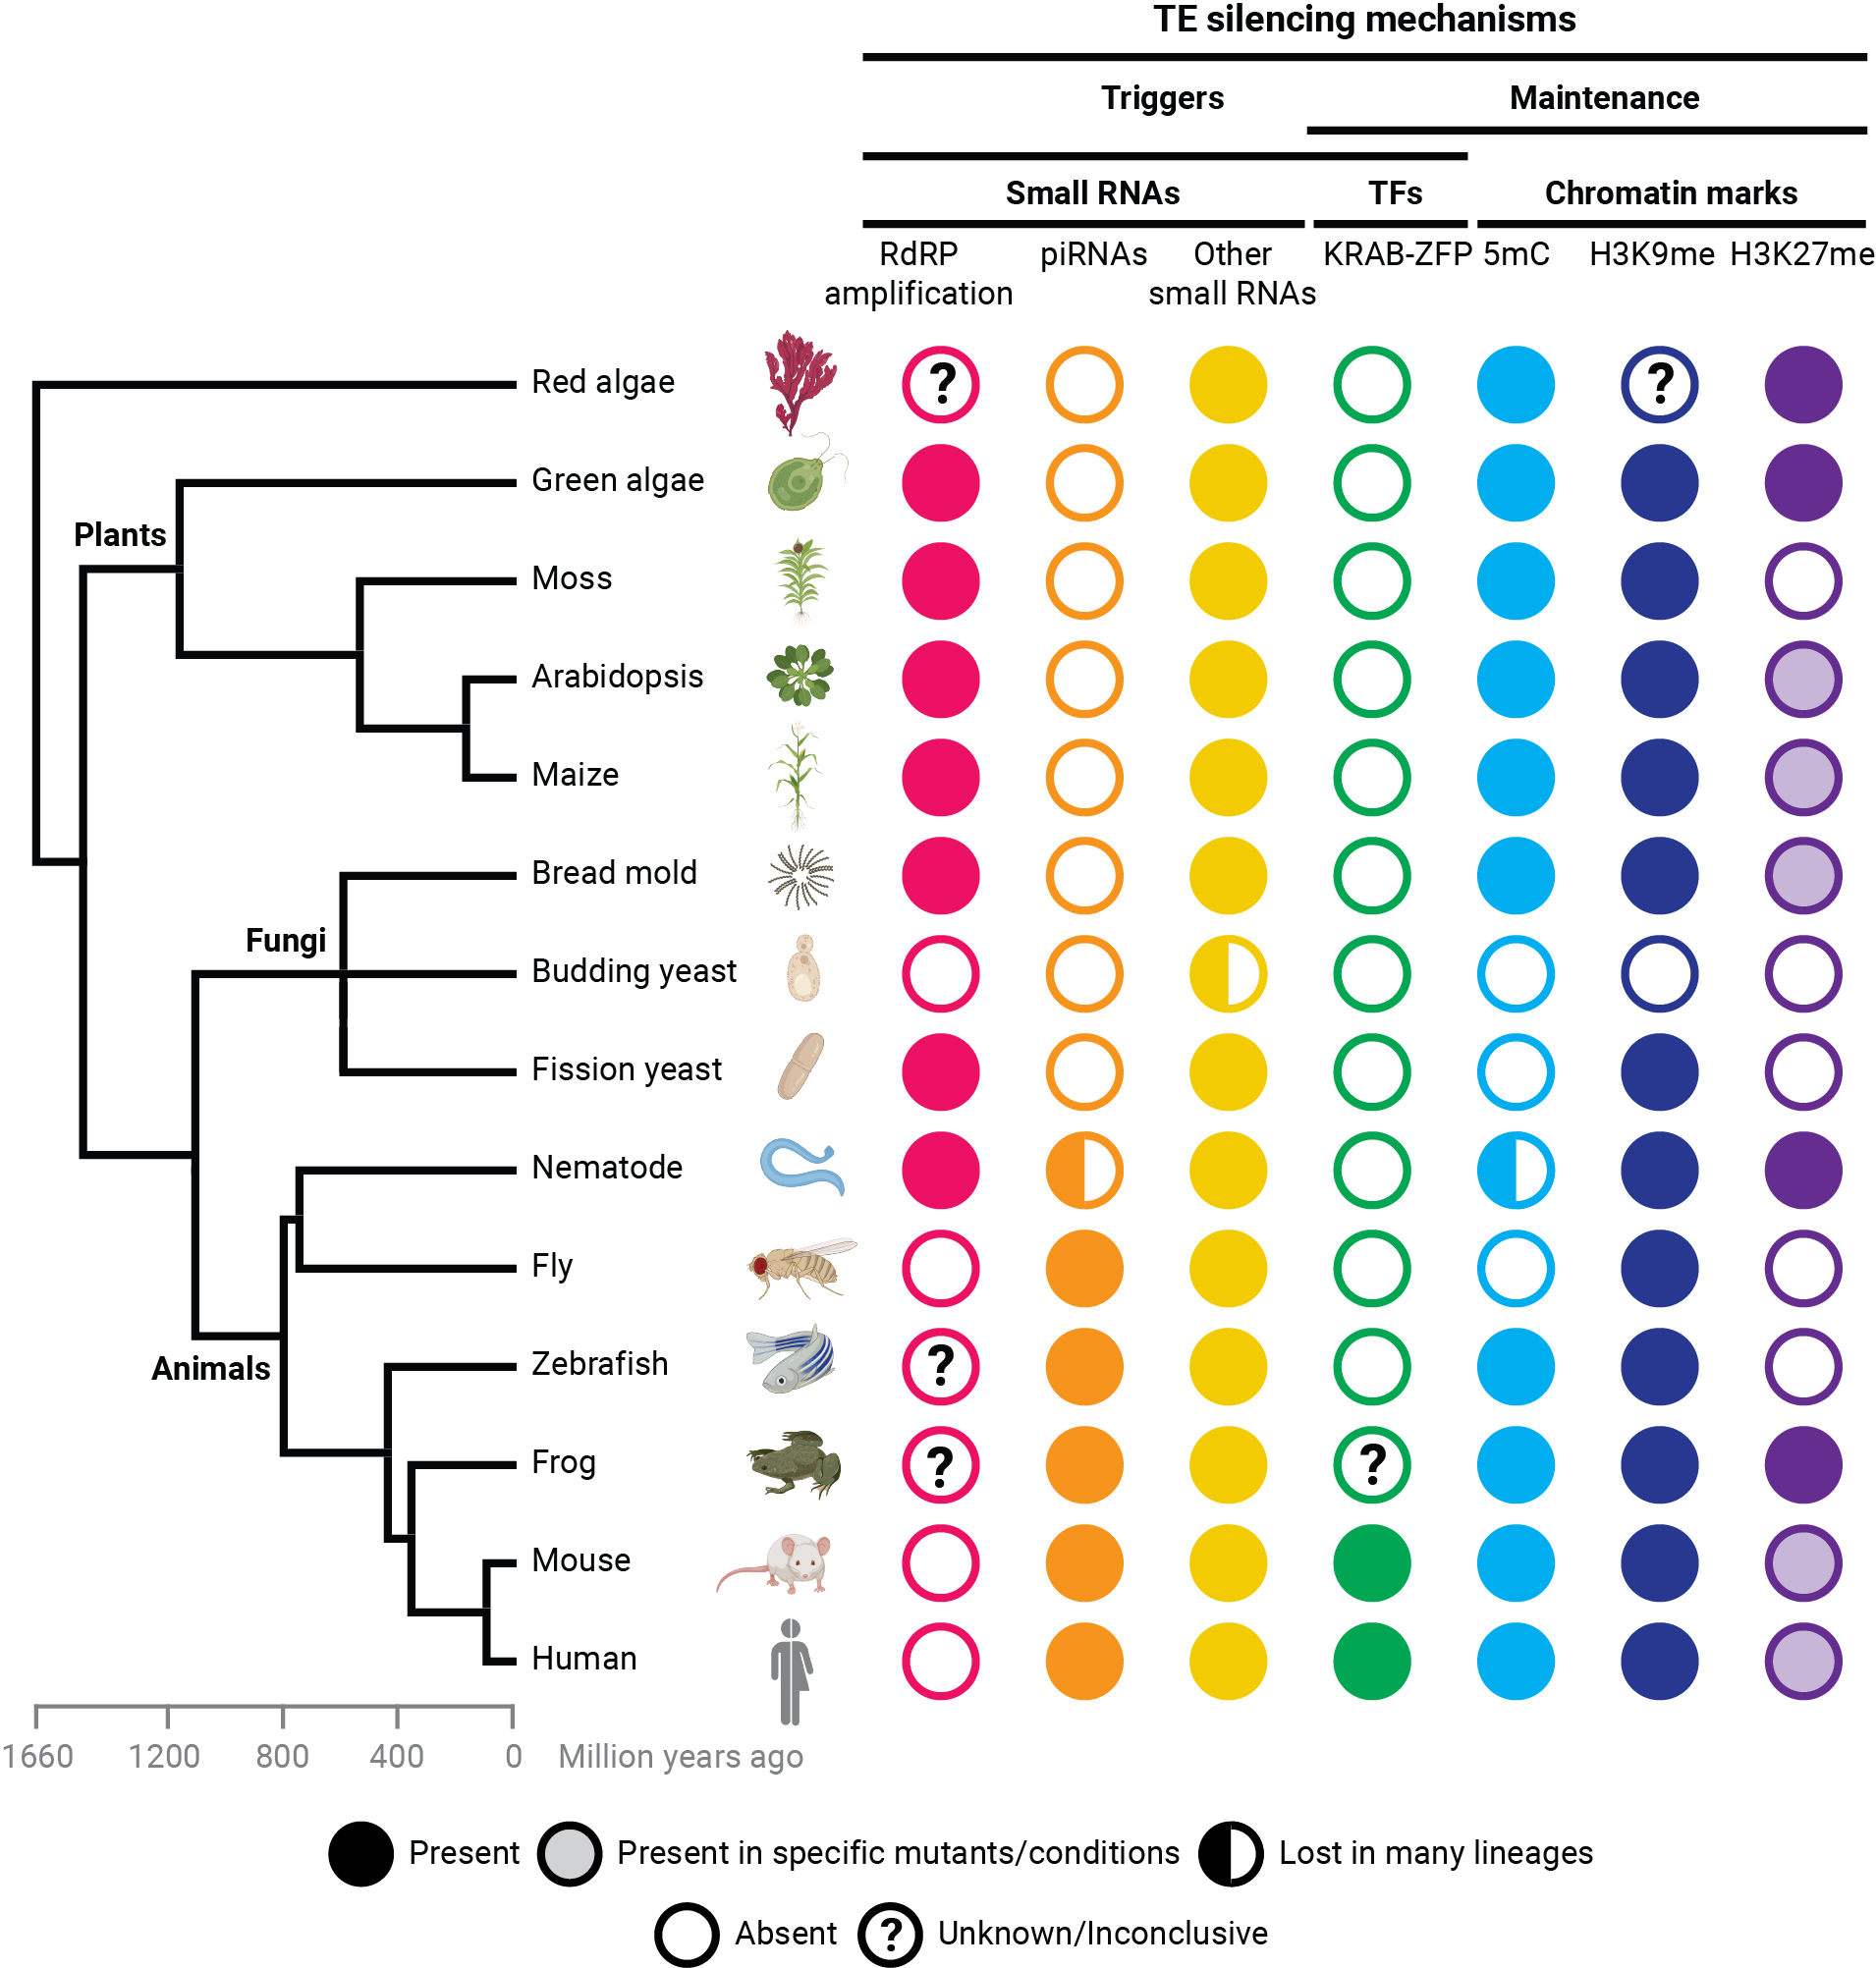 TE silencing mechanisms
Triggers
Maintenance
Small RNAs
TFs
Chromatin marks
RdRP
amplification
piRNAs
Other
small RNAs
KRAB-ZFP
5mC
H3K9me
H3K27me
Red algae
?
?
Green algae
Plants
Moss
Arabidopsis
Maize
Bread mold
Fungi
Budding yeast
Fission yeast
Nematode
Fly
Zebrafish
?
Animals
Frog
?
?
Mouse
Human
1660
1200
800
400
0
Million years ago
Present
Present in specific mutants/conditions
Lost in many lineages
Absent
?
Unknown/Inconclusive